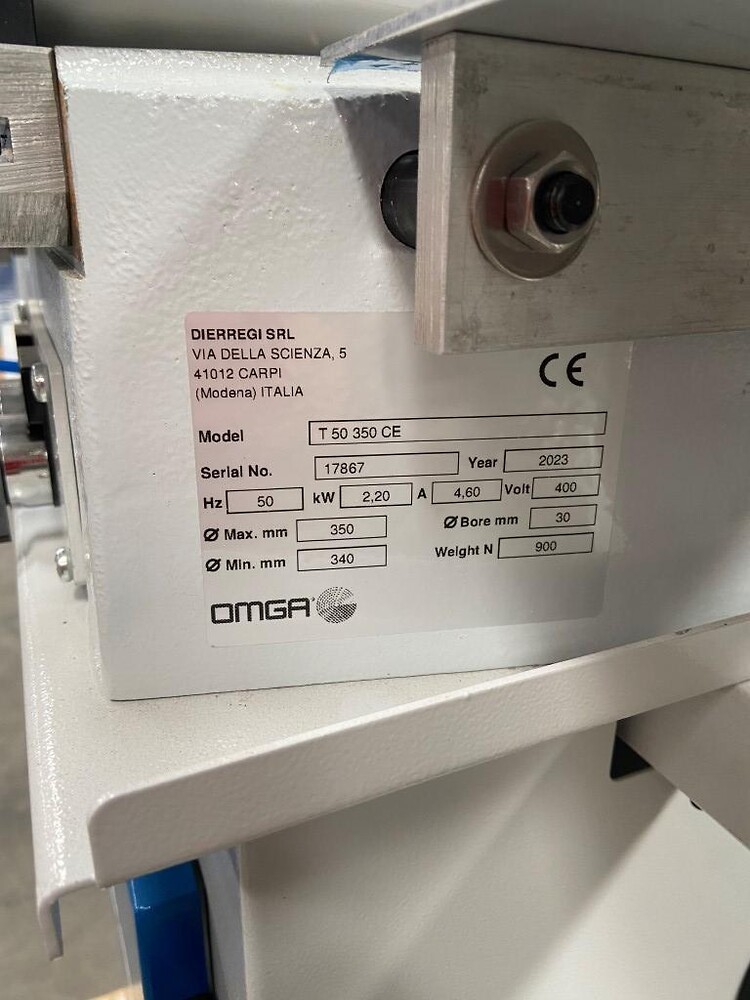 DIERREGI SRL
VIA DELLA SCIENZA, 5
41012 CARPI
(Modena) ITALIA
CE
Model T 50 350 CE
Serial No. 17867 Year 2023
Hz 50 kW 2,20 A 4,60 Volt 400
Ø Max. mm 350 Ø Bore mm 30
Ø Min. mm 340 Weight N 900
OMGA